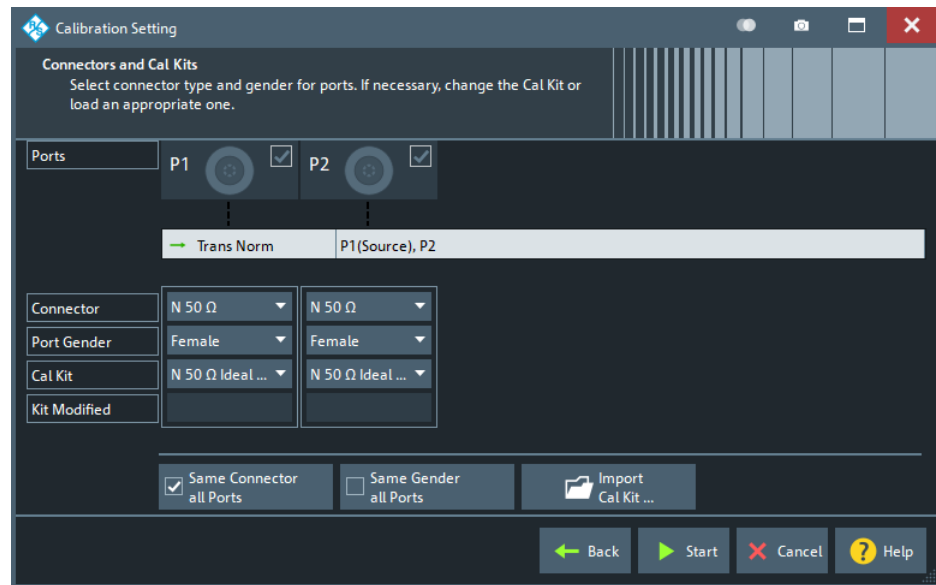 Calibration Setting
Connectors and Cal Kits
Select connector type and gender for ports. If necessary, change the Cal Kit or
load an appropriate one.
Ports
P1
P2
Trans Norm P1(Source), P2
Connector N 50 Ω N 50 Ω
Port Gender Female Female
Cal Kit N 50 Ω Ideal ... N 50 Ω Ideal ...
Kit Modified
Same Connector
all Ports
Same Gender
all Ports
Import
Cal Kit ...
Back Start Cancel ? Help